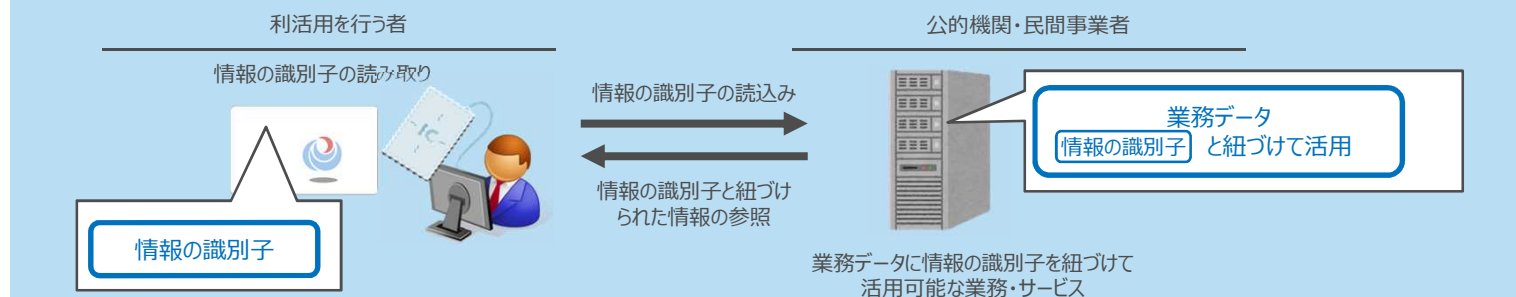 利活用を行う者
公的機関・民間事業者
情報の識別子の読み取り
IC
情報の識別子の読込み
業務データ
情報の識別子 と紐づけて活用
情報の識別子と紐づけ
られた情報の参照
情報の識別子
業務データに情報の識別子を紐づけて
活用可能な業務・サービス